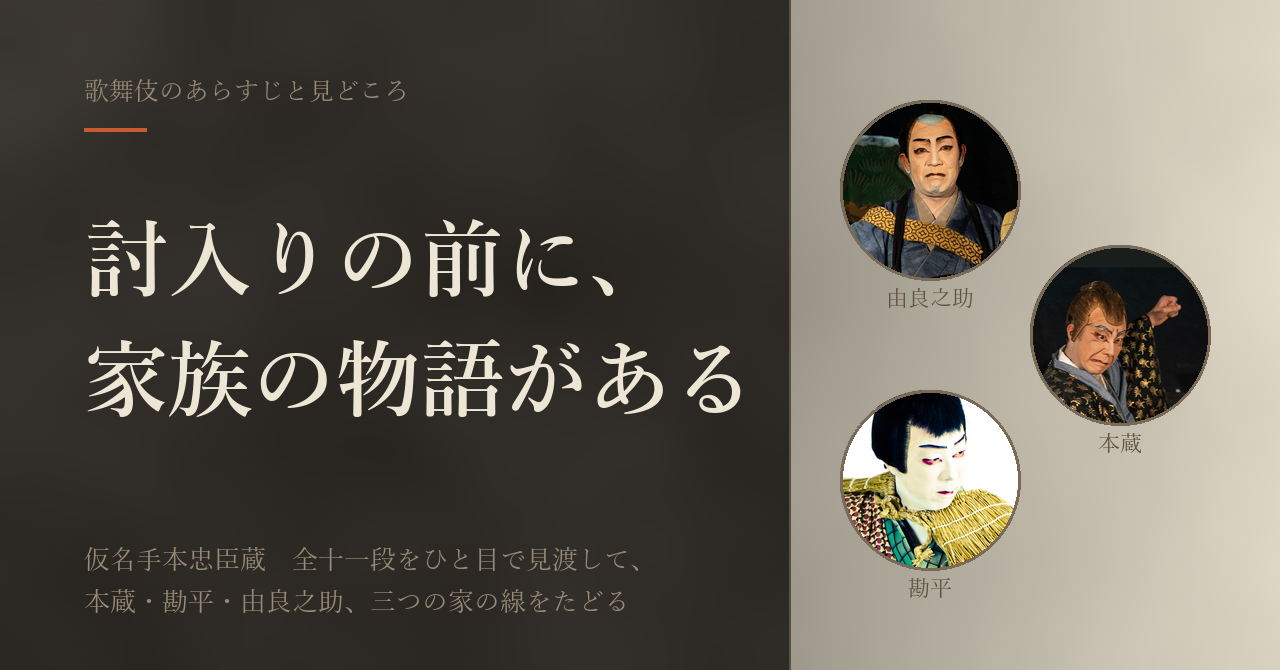 歌舞伎のあらすじと見どころ
討入りの前に、
家族の物語がある
仮名手本忠臣蔵　全十一段をひと目で見渡して、
本蔵・勘平・由良之助、三つの家の線をたどる
由良之助
本蔵
勘平